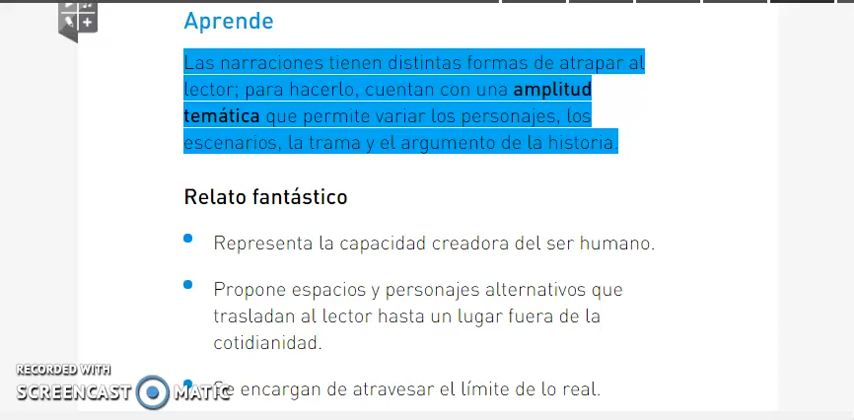 Aprende
Las narraciones tienen distintas formas de atrapar al
lector; para hacerlo, cuentan con una amplitud
temática que permite variar los personajes, los
escenarios, la trama y el argumento de la historia.
Relato fantástico
Representa la capacidad creadora del ser humano.
Propone espacios y personajes alternativos que
trasladan al lector hasta un lugar fuera de la
cotidianidad.
Se encargan de atravesar el límite de lo real.
RECORDED WITH
SCREENCAST MATIC